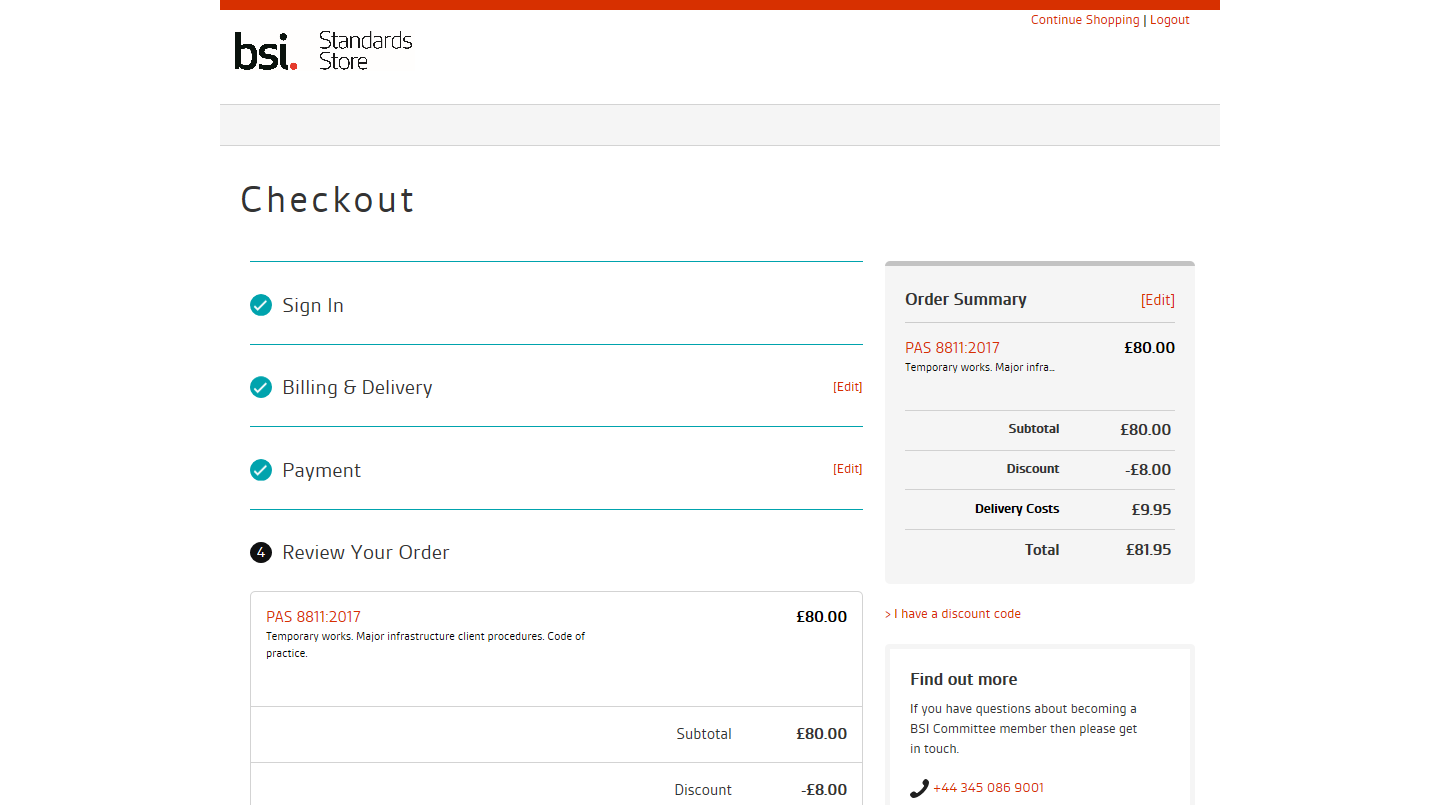 Continue Shopping | Logout
bsi. Standards
Store
Checkout
Sign In
Billing & Delivery [Edit]
Payment [Edit]
4 Review Your Order
PAS 8811:2017 £80.00
Temporary works. Major infrastructure client procedures. Code of
practice.
Subtotal £80.00
Discount -£8.00
Order Summary [Edit]
PAS 8811:2017 £80.00
Temporary works. Major infra...
Subtotal £80.00
Discount -£8.00
Delivery Costs £9.95
Total £81.95
> I have a discount code
Find out more
If you have questions about becoming a
BSI Committee member then please get
in touch.
+44 345 086 9001